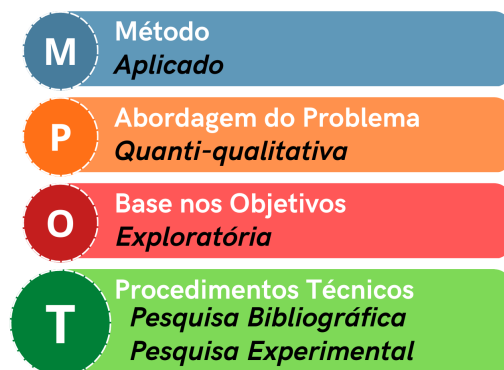 M
Método
Aplicado
P
Abordagem do Problema
Quanti-qualitativa
O
Base nos Objetivos
Exploratória
T
Procedimentos Técnicos
Pesquisa Bibliográfica
Pesquisa Experimental